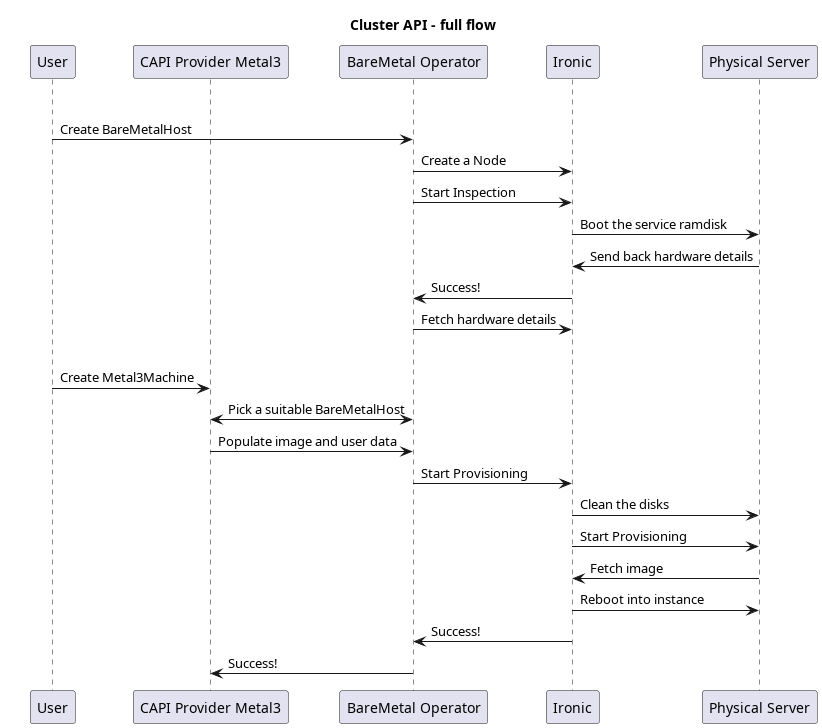 Cluster API - full flow
User
CAPI Provider Metal3
BareMetal Operator
Ironic
Physical Server
Create BareMetalHost
Create a Node
Start Inspection
Boot the service ramdisk
Send back hardware details
Success!
Fetch hardware details
Create Metal3Machine
Pick a suitable BareMetalHost
Populate image and user data
Start Provisioning
Clean the disks
Start Provisioning
Fetch image
Reboot into instance
Success!
Success!
User
CAPI Provider Metal3
BareMetal Operator
Ironic
Physical Server